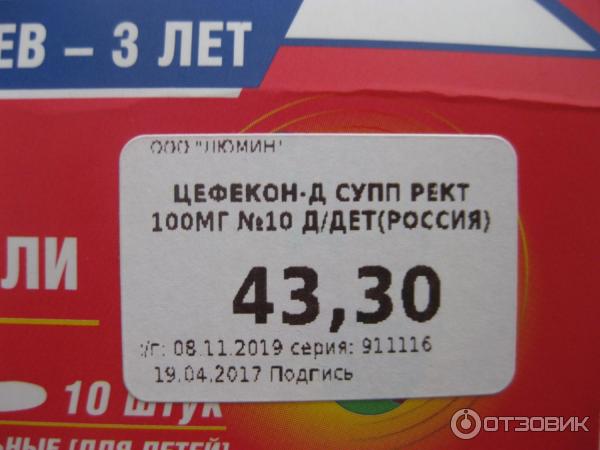 ЕВ – 3 ЛЕТ
ООО "ЛЮМИН"
ЦЕФЕКОН-Д СУПП РЕКТ
100МГ №10 Д/ДЕТ(РОССИЯ)
ЛИ
43,30
/г: 08.11.2019 серия: 911116
19.04.2017 Подпись
10 ШТУК
ЬНЫЕ [ДЛЯ ДЕТЕЙ]
ОТЗОВИК